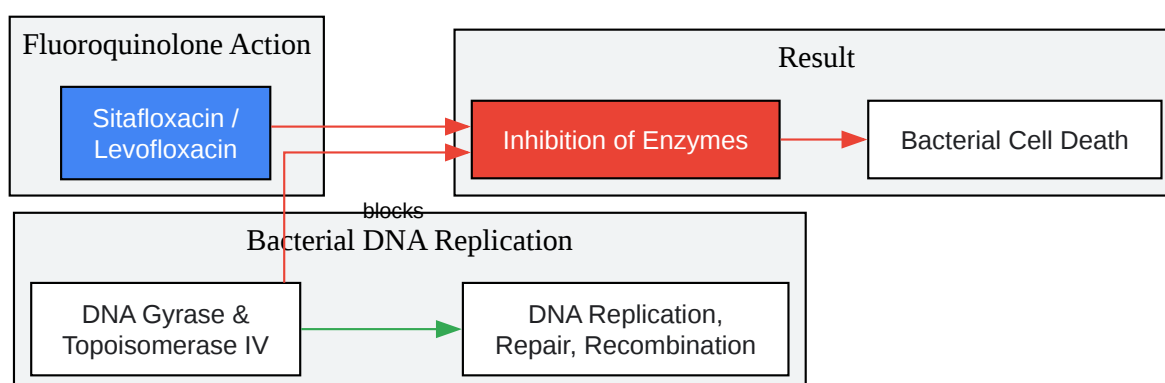 Fluoroquinolone Action
Sitafloxacin /
Levofloxacin
Result
Inhibition of Enzymes
Bacterial Cell Death
blocks
Bacterial DNA Replication
DNA Gyrase &
Topoisomerase IV
DNA Replication,
Repair, Recombination